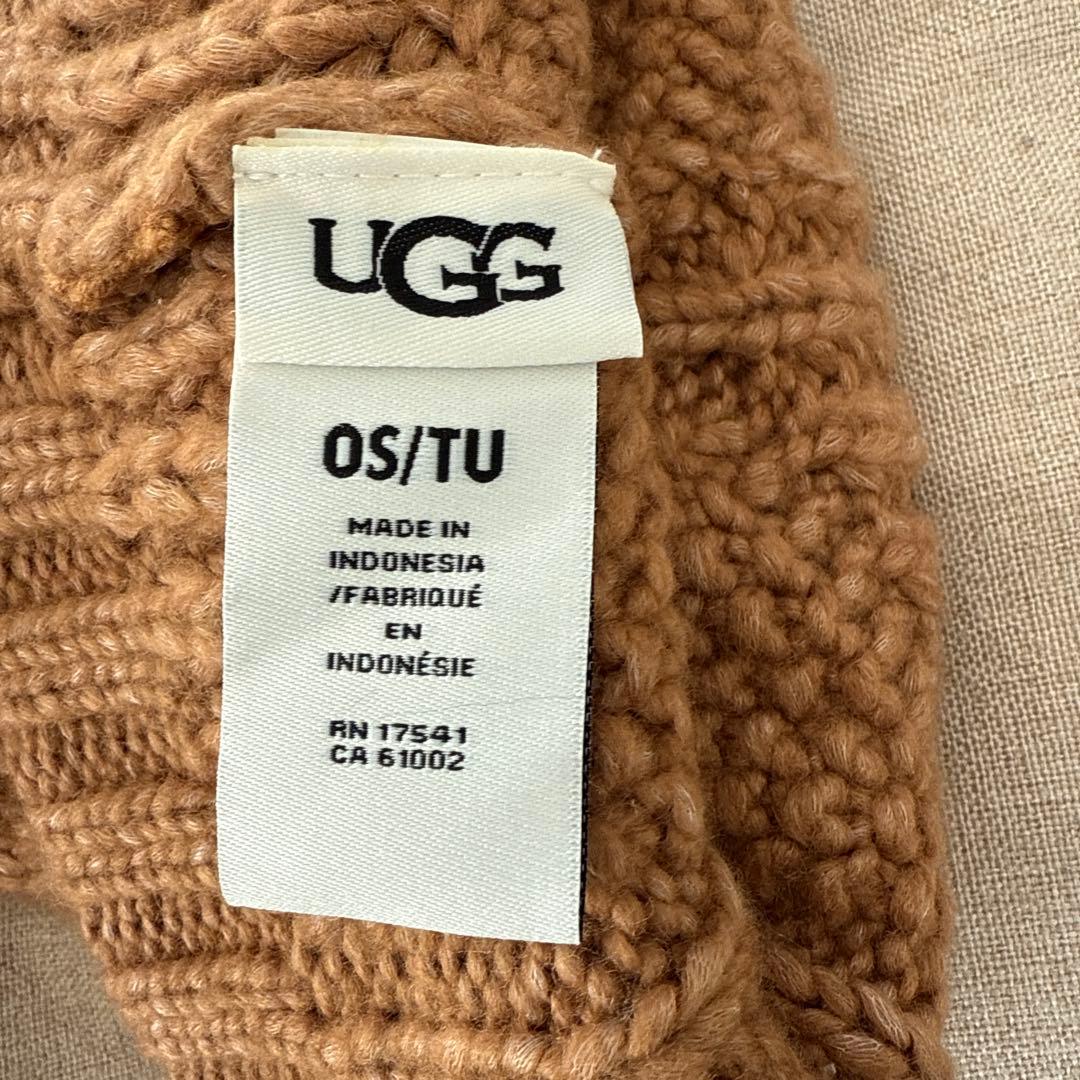 UGG
OS/TU
MADE IN
INDONESIA
/FABRIQUÉ
EN
INDONÉSIE
RN 17541
CA 61002